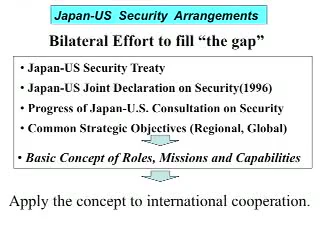 Japan-US Security Arrangements
Bilateral Effort to fill “the gap”
• Japan-US Security Treaty
• Japan-US Joint Declaration on Security(1996)
• Progress of Japan-U.S. Consultation on Security
• Common Strategic Objectives (Regional, Global)
• Basic Concept of Roles, Missions and Capabilities
Apply the concept to international cooperation.